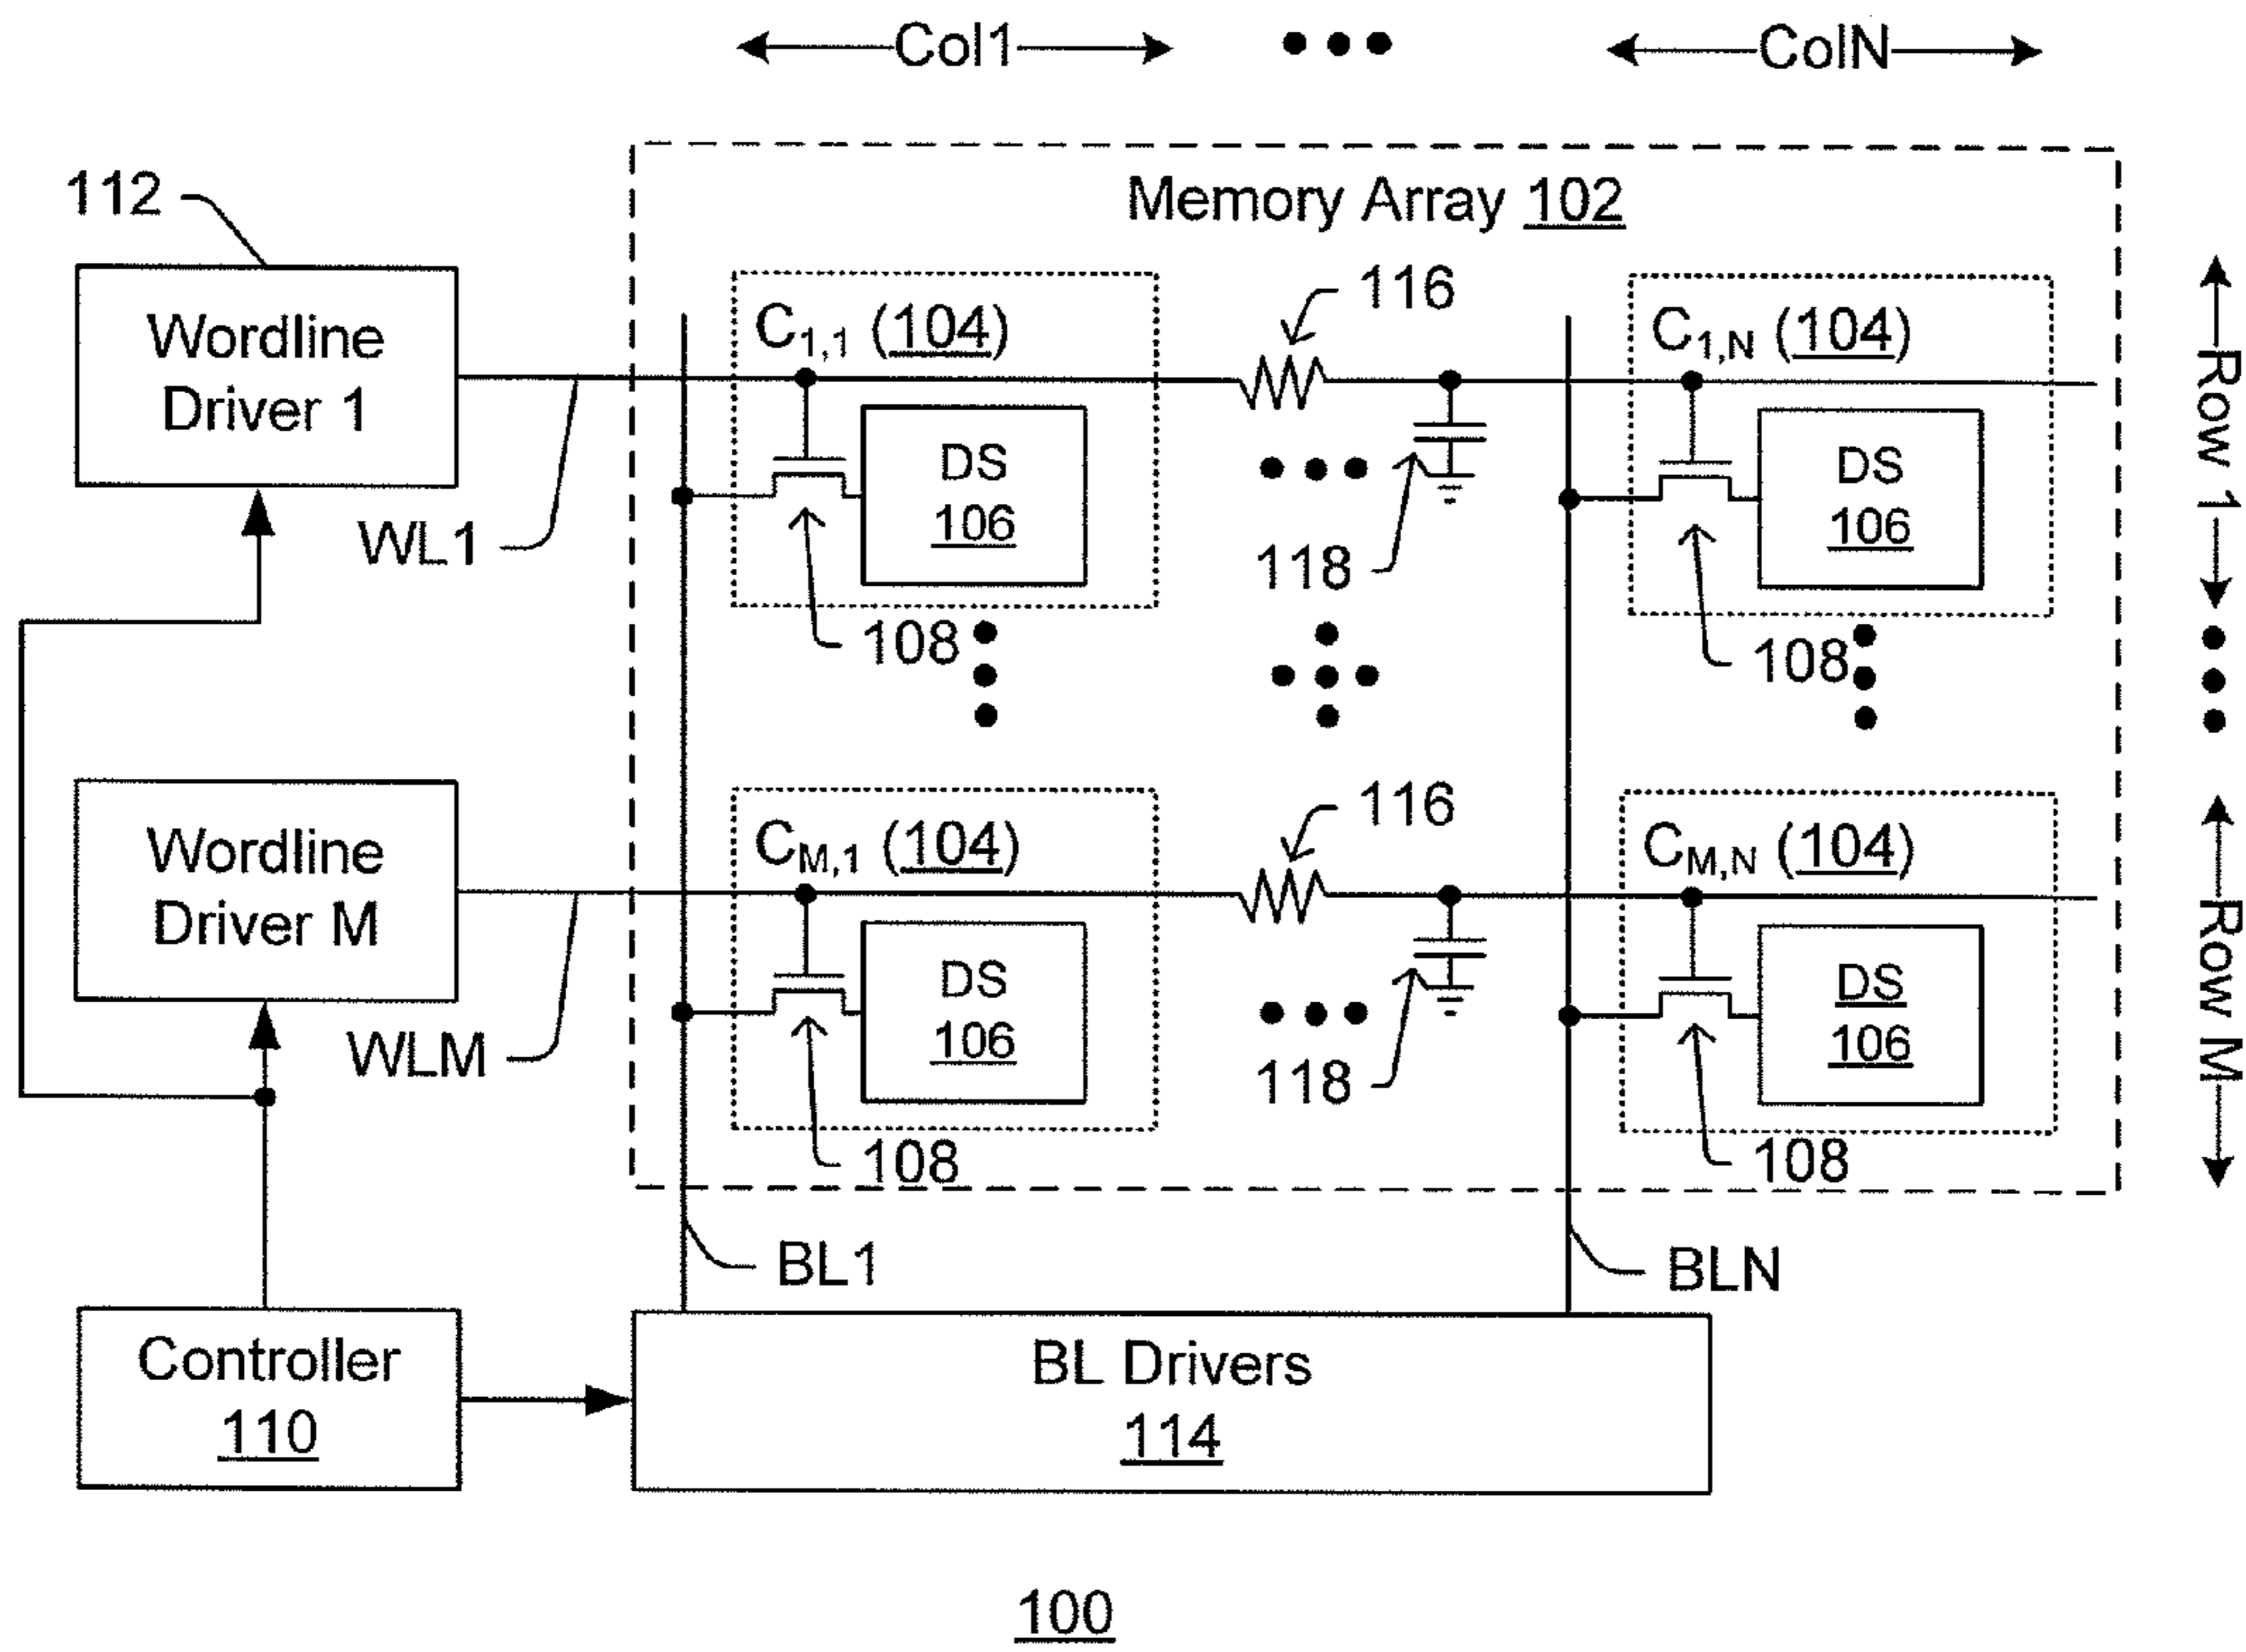 Col1 ••• ColN
Memory Array 102
112
Wordline
Driver 1
WL1
C1,1 (104)
116
C1,N (104)
DS
106
118
DS
106
108
108
Row 1
Wordline
Driver M
WLM
CM,1 (104)
116
CM,N (104)
DS
106
118
DS
106
108
108
Row M
BL1
BLN
Controller
110
BL Drivers
114
100